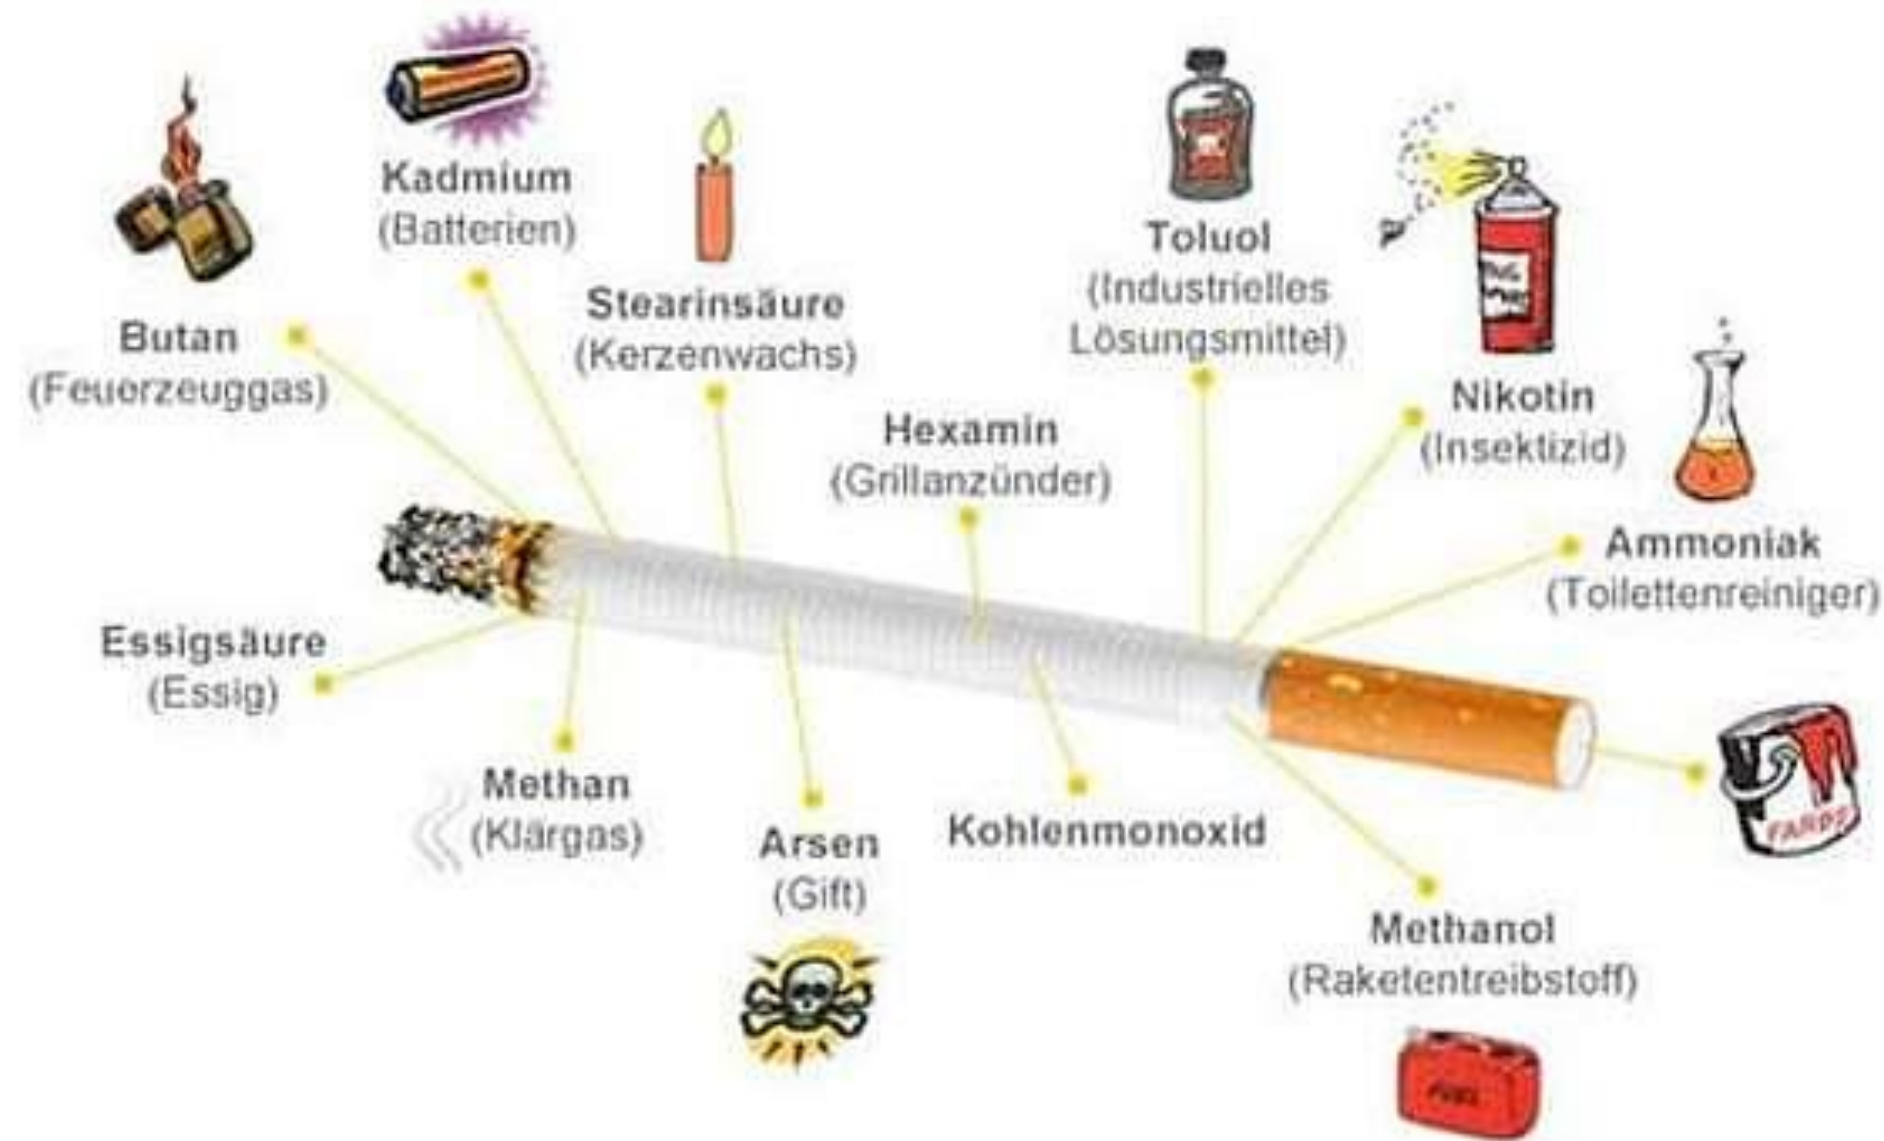 Kadmium
(Batterien)
Butan
(Feuerzeuggas)
Stearinsäure
(Kerzenwachs)
Toluol
(Industrielles
Lösungsmittel)
Nikotin
(Insektizid)
Hexamin
(Grillanzünder)
Ammoniak
(Toilettenreiniger)
Essigsäure
(Essig)
Methan
(Klärgas)
Arsen
(Gift)
Kohlenmonoxid
Methanol
(Raketentreibstoff)
FUEL